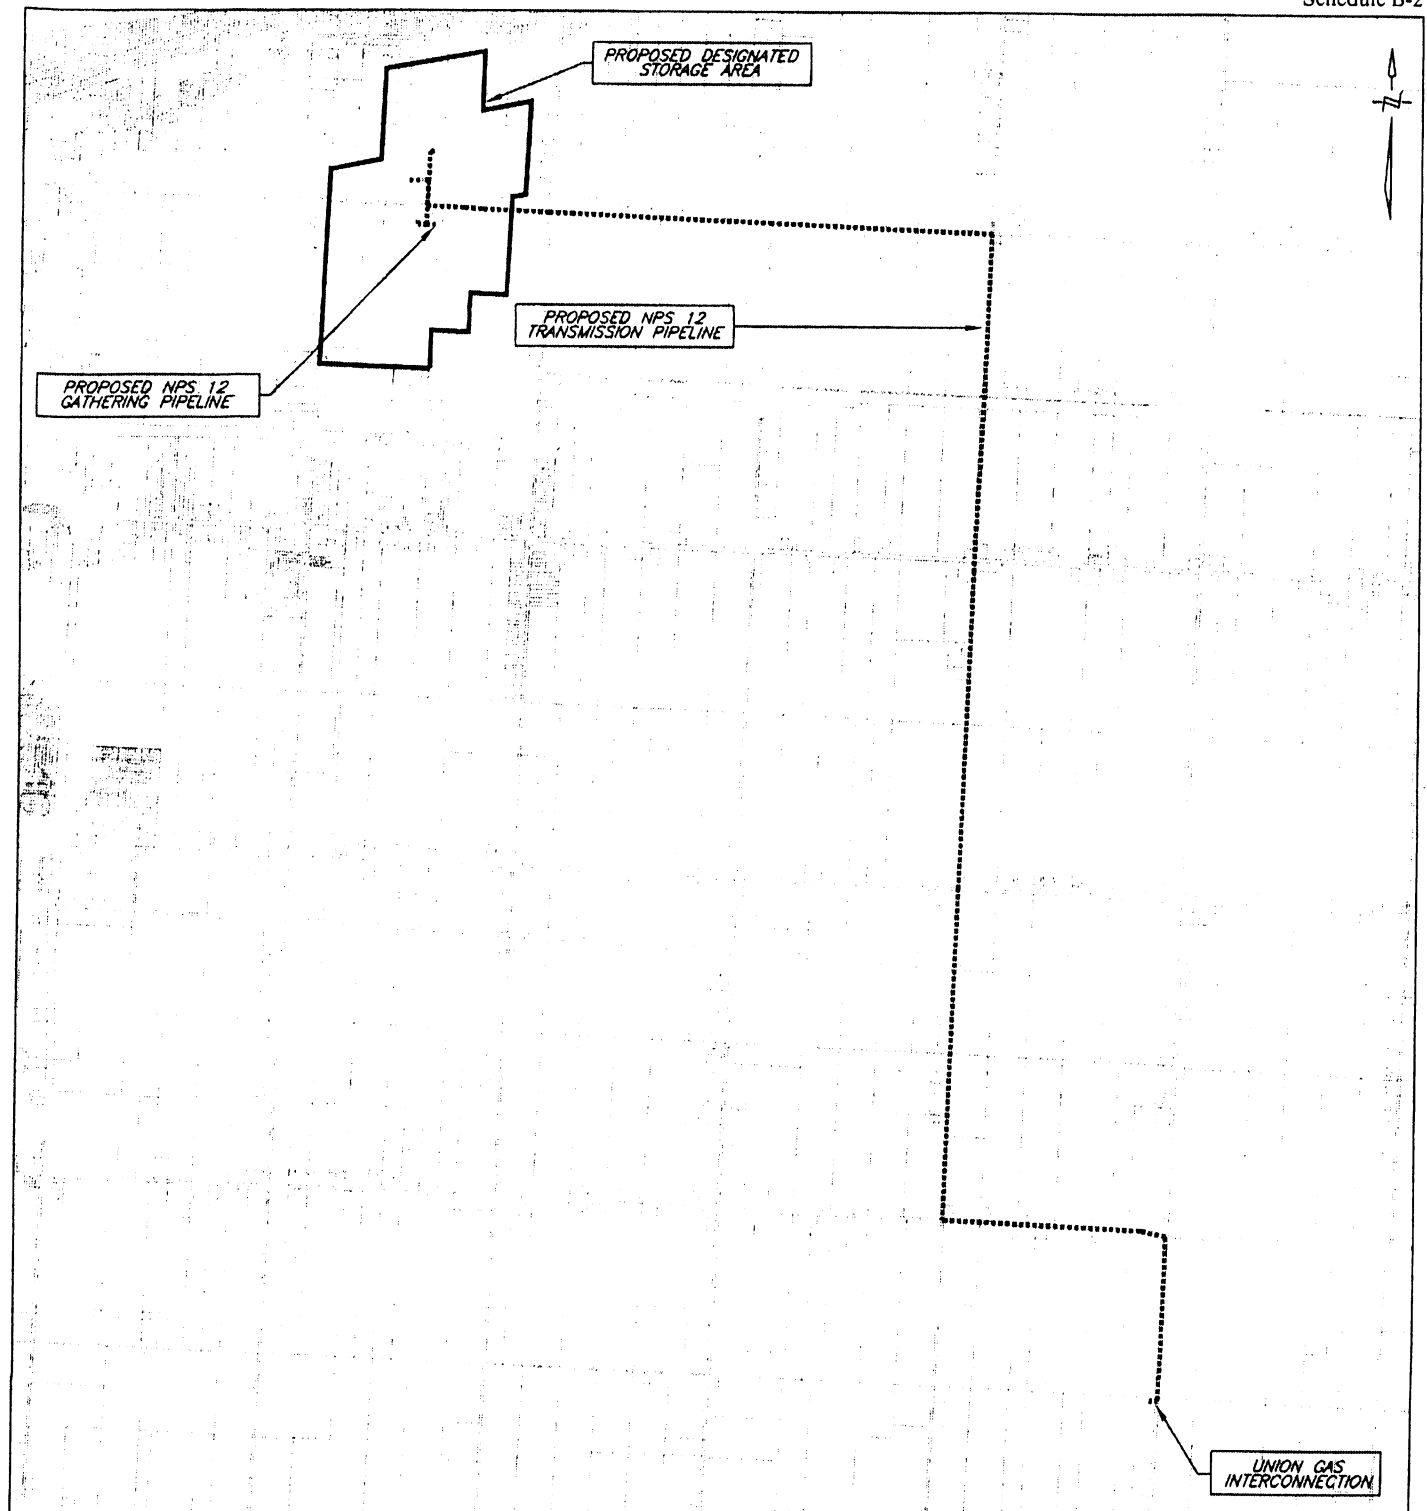 Schedule B-2
PROPOSED DESIGNATED
STORAGE AREA
PROPOSED NPS 12
TRANSMISSION PIPELINE
PROPOSED NPS 12
GATHERING PIPELINE
UNION GAS
INTERCONNECTION